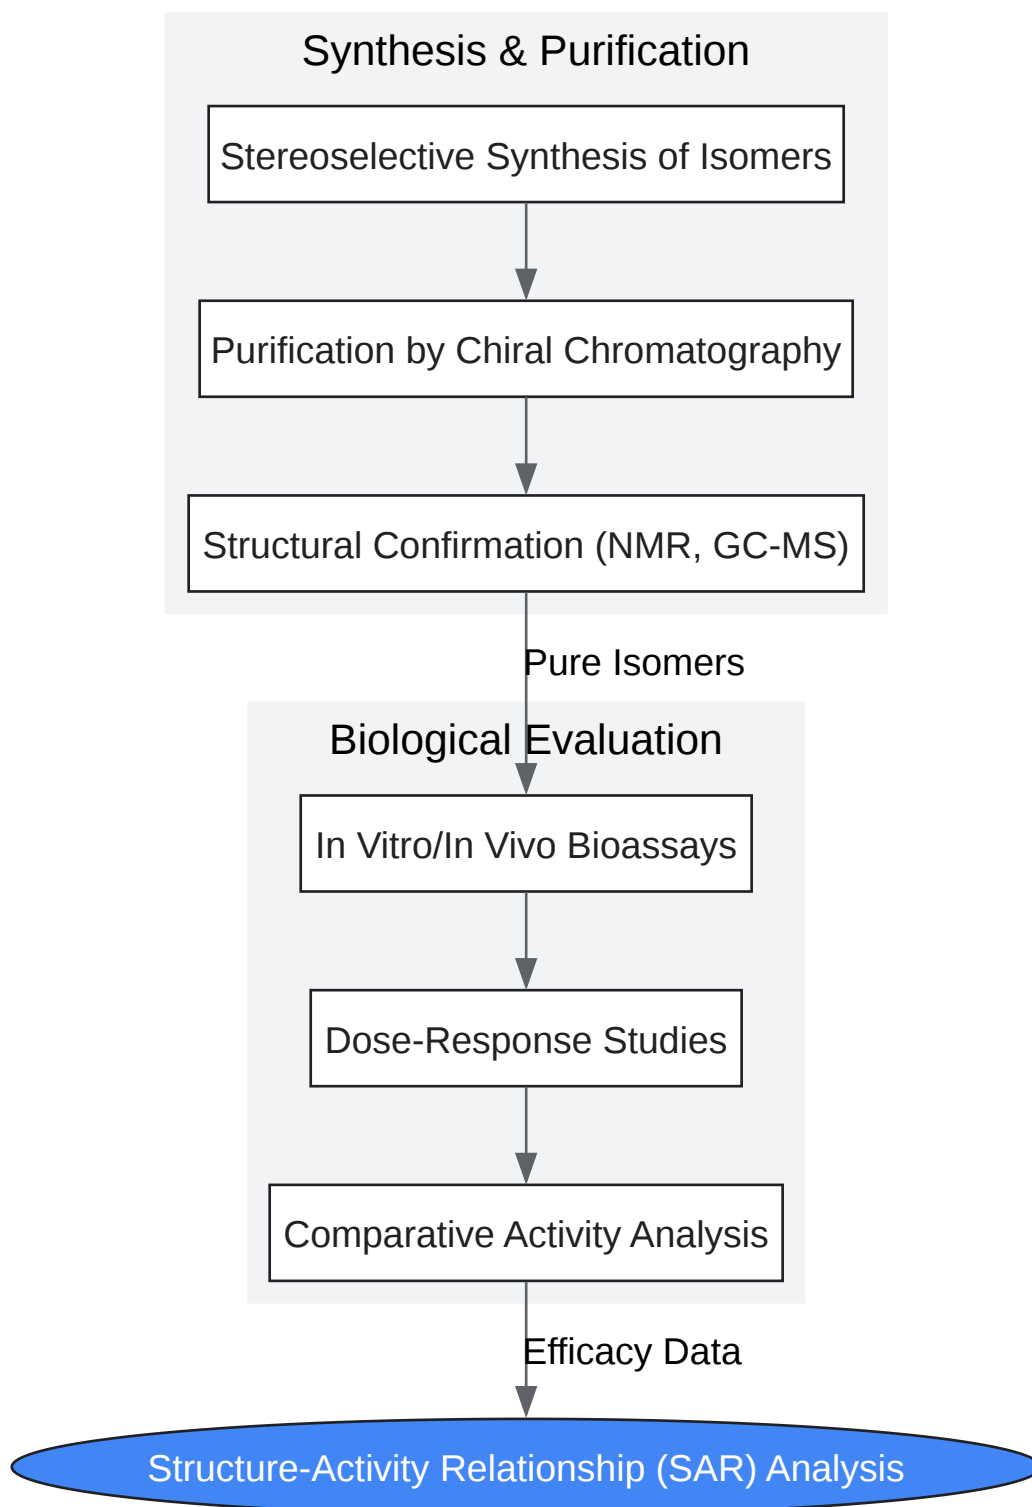 Synthesis & Purification
Stereoselective Synthesis of Isomers
Purification by Chiral Chromatography
Structural Confirmation (NMR, GC-MS)
Pure Isomers
Biological Evaluation
In Vitro/In Vivo Bioassays
Dose-Response Studies
Comparative Activity Analysis
Efficacy Data
Structure-Activity Relationship (SAR) Analysis